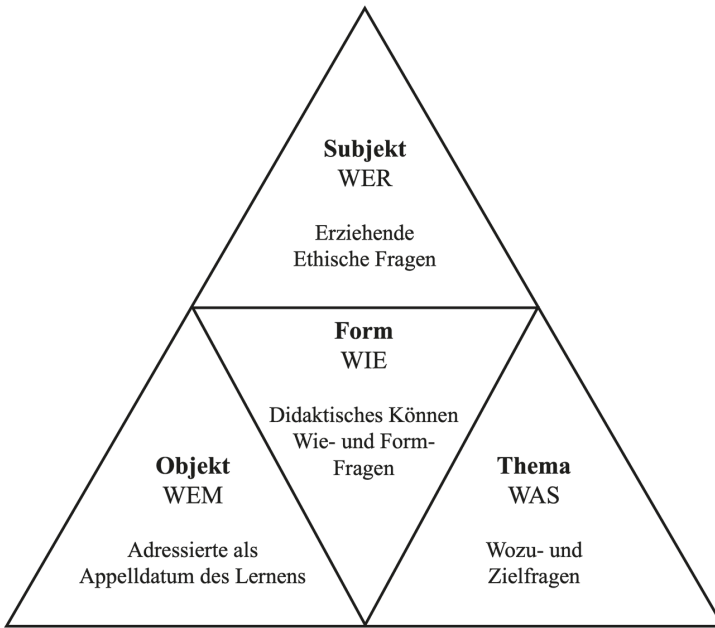 Subjekt
WER
Erziehende
Ethische Fragen
Form
WIE
Didaktisches Können
Wie- und Form-
Fragen
Objekt
WEM
Adressierte als
Appelldatum des Lernens
Thema
WAS
Wozu- und
Zielfragen